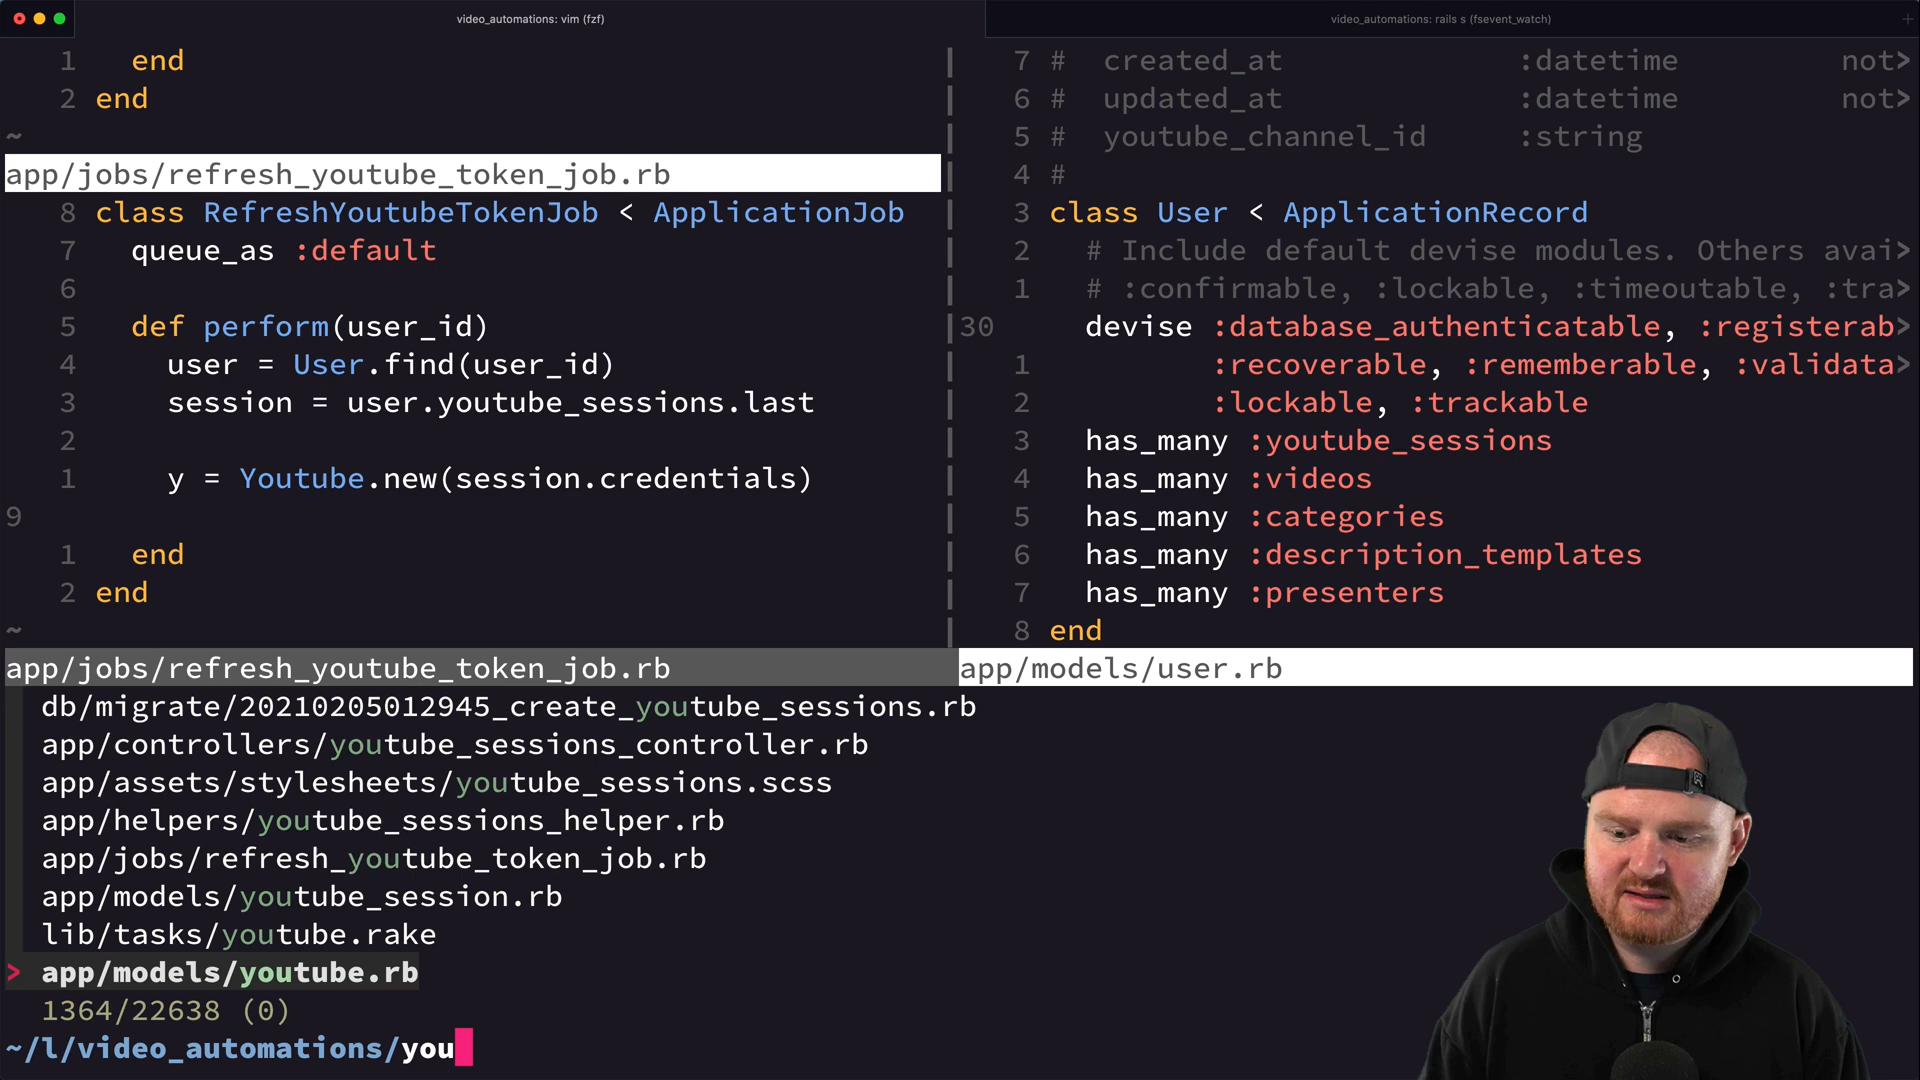 video_automations: vim (fzf)
video_automations: rails s (fsevent_watch)
+
1 end
2 end
~
app/jobs/refresh_youtube_token_job.rb
8 class RefreshYoutubeTokenJob < ApplicationJob
7 queue_as :default
6
5 def perform(user_id)
4 user = User.find(user_id)
3 session = user.youtube_sessions.last
2
1 y = Youtube.new(session.credentials)
9
1 end
2 end
~
app/jobs/refresh_youtube_token_job.rb
7 # created_at :datetime not>
6 # updated_at :datetime not>
5 # youtube_channel_id :string
4 #
3 class User < ApplicationRecord
2 # Include default devise modules. Others avai>
1 # :confirmable, :lockable, :timeoutable, :tra>
30 devise :database_authenticatable, :registerab>
1 :recoverable, :rememberable, :validata>
2 :lockable, :trackable
3 has_many :youtube_sessions
4 has_many :videos
5 has_many :categories
6 has_many :description_templates
7 has_many :presenters
8 end
app/models/user.rb
db/migrate/20210205012945_create_youtube_sessions.rb
app/controllers/youtube_sessions_controller.rb
app/assets/stylesheets/youtube_sessions.scss
app/helpers/youtube_sessions_helper.rb
app/jobs/refresh_youtube_token_job.rb
app/models/youtube_session.rb
lib/tasks/youtube.rake
> app/models/youtube.rb
1364/22638 (0)
~/l/video_automations/you